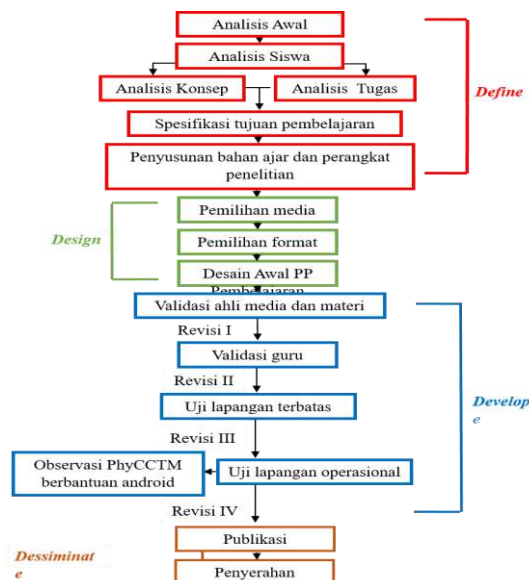 Analisis Awal
Analisis Siswa
Analisis Konsep
Analisis Tugas
Define
Spesifikasi tujuan pembelajaran
Penyusunan bahan ajar dan perangkat
penelitian
Pemilihan media
Design
Pemilihan format
Desain Awal PP
Pembelajaran
Validasi ahli media dan materi
Revisi I
Validasi guru
Revisi II
Develop
e
Uji lapangan terbatas
Revisi III
Observasi PhyCCTM
berbantuan android
Uji lapangan operasional
Revisi IV
Publikasi
Dessiminat
e
Penyerahan